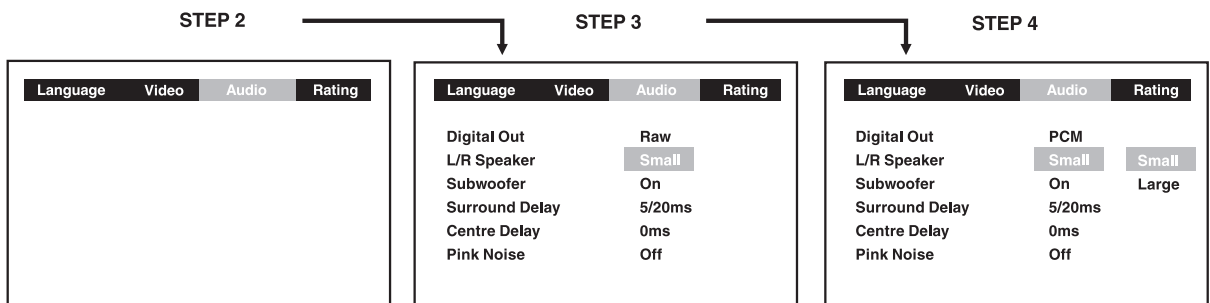 STEP 2
STEP 3
STEP 4
Language Video Audio Rating
Language Video Audio Rating
Digital Out Raw
L/R Speaker Small
Subwoofer On
Surround Delay 5/20ms
Centre Delay 0ms
Pink Noise Off
Language Video Audio Rating
Digital Out PCM
L/R Speaker Small Small
Subwoofer On Large
Surround Delay 5/20ms
Centre Delay 0ms
Pink Noise Off